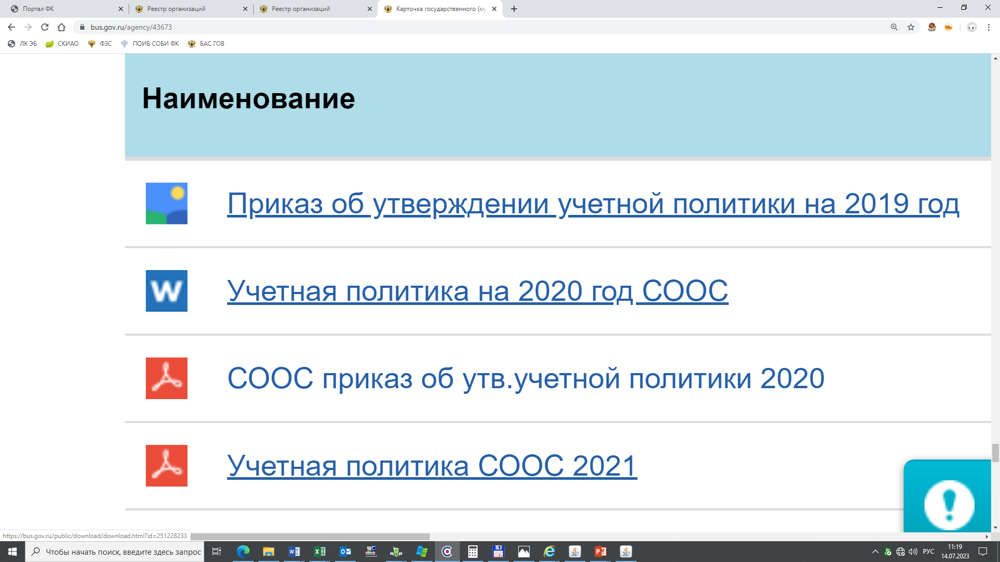 Портал ФК
Реестр организаций
Реестр организаций
Карточка государственного (му
bus.gov.ru/agency/43673
ЛК ЭБ
СКИАО
ФЗС
ПОИБ СОБИ ФК
БАС ГОВ
Наименование
Приказ об утверждении учетной политики на 2019 год
W
Учетная политика на 2020 год СООС
СООС приказ об утв.учетной политики 2020
Учетная политика СООС 2021
https://bus.gov.ru/public/download/download.html?id=251228233
Чтобы начать поиск, введите здесь запрос
РУС
11:19
14.07.2023